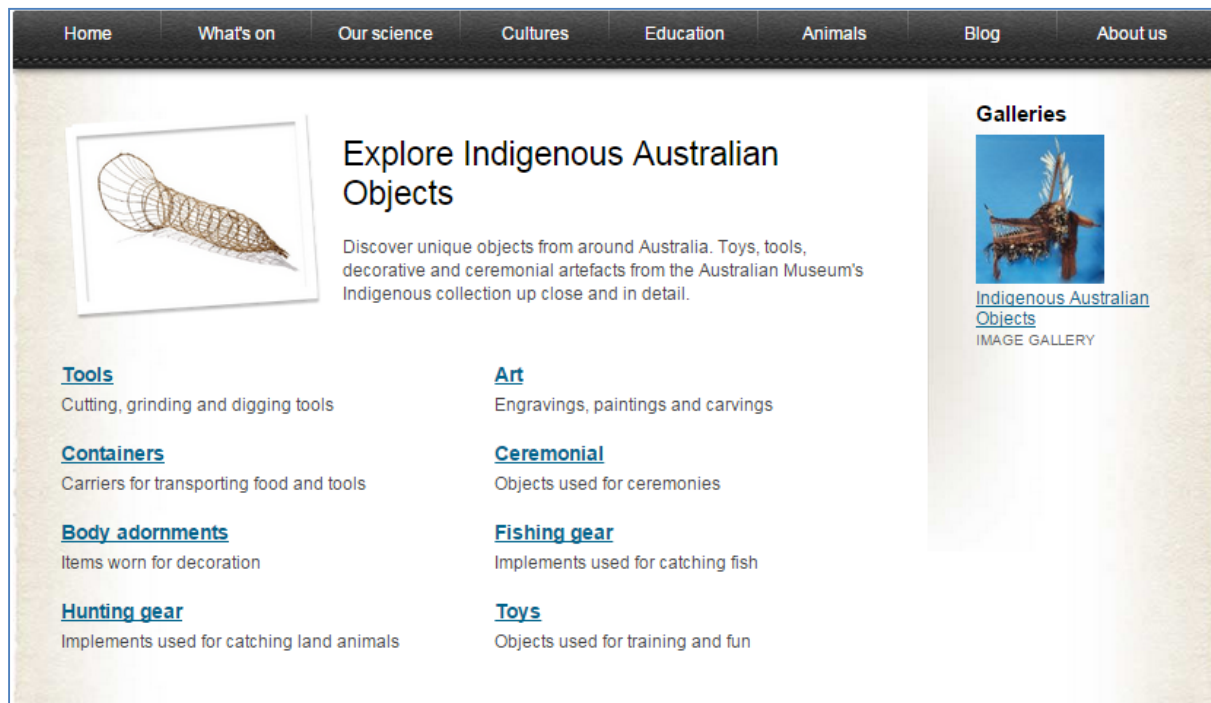 Home What's on Our science Cultures Education Animals Blog About us
Explore Indigenous Australian
Objects
Discover unique objects from around Australia. Toys, tools,
decorative and ceremonial artefacts from the Australian Museum's
Indigenous collection up close and in detail.
Tools
Cutting, grinding and digging tools
Containers
Carriers for transporting food and tools
Body adornments
Items worn for decoration
Hunting gear
Implements used for catching land animals
Art
Engravings, paintings and carvings
Ceremonial
Objects used for ceremonies
Fishing gear
Implements used for catching fish
Toys
Objects used for training and fun
Galleries
Indigenous Australian
Objects
IMAGE GALLERY